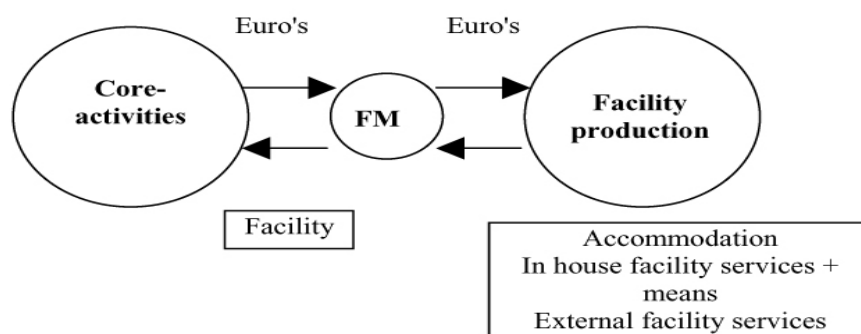 Euro's
Euro's
Core-
activities
FM
Facility
production
Facility
Accommodation
In house facility services +
means
External facility services